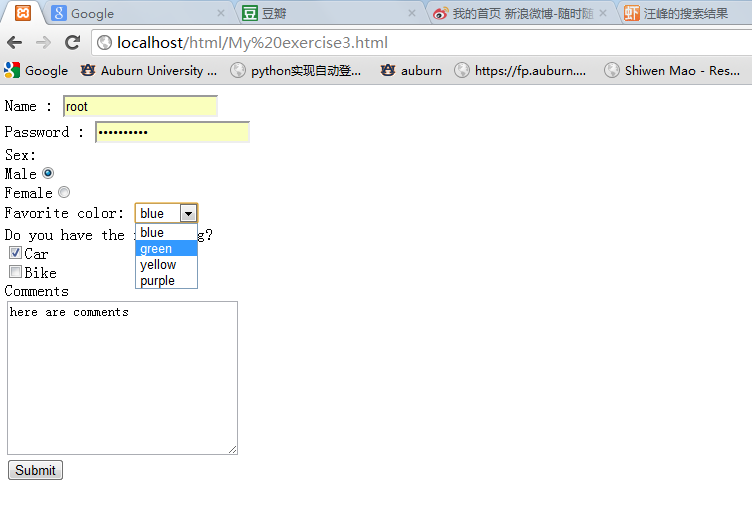 Google 豆瓣 我的首页 新浪微博-随时随 汪峰的搜索结果
localhost/html/My%20exercise3.html
Google Auburn University ... python实现自动登... auburn https://fp.auburn.... Shiwen Mao - Res...
Name : root
Password : ••••••••••
Sex:
Male
Female
Favorite color: blue
Do you have the g?
blue
green
yellow
purple
Car
Bike
Comments
here are comments
Submit